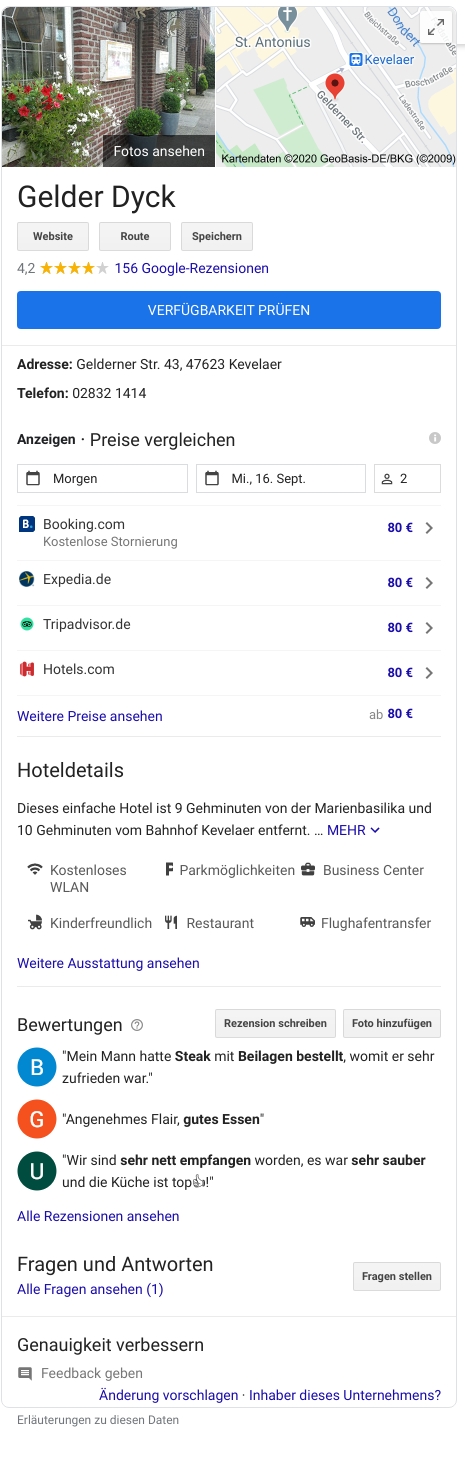 St. Antonius
Dondert
Bleichstraße
Kevelaer
Boschstraße
Ladestraße
Gelderner Str.
Fotos ansehen
Kartendaten ©2020 GeoBasis-DE/BKG (©2009)
Gelder Dyck
Website Route Speichern
4,2 156 Google-Rezensionen
VERFÜGBARKEIT PRÜFEN
Adresse: Gelderner Str. 43, 47623 Kevelaer
Telefon: 02832 1414
Anzeigen · Preise vergleichen
Morgen Mi., 16. Sept. 2
B. Booking.com 80 €
Kostenlose Stornierung
Expedia.de 80 €
Tripadvisor.de 80 €
H Hotels.com 80 €
Weitere Preise ansehen ab 80 €
Hoteldetails
Dieses einfache Hotel ist 9 Gehminuten von der Marienbasilika und
10 Gehminuten vom Bahnhof Kevelaer entfernt. ... MEHR
Kostenloses Parkmöglichkeiten Business Center
WLAN
Kinderfreundlich Restaurant Flughafentransfer
Weitere Ausstattung ansehen
Bewertungen Rezension schreiben Foto hinzufügen
B "Mein Mann hatte Steak mit Beilagen bestellt, womit er sehr
zufrieden war."
G "Angenehmes Flair, gutes Essen"
U "Wir sind sehr nett empfangen worden, es war sehr sauber
und die Küche ist top👍!"
Alle Rezensionen ansehen
Fragen und Antworten
Alle Fragen ansehen (1) Fragen stellen
Genauigkeit verbessern
Feedback geben
Änderung vorschlagen · Inhaber dieses Unternehmens?
Erläuterungen zu diesen Daten